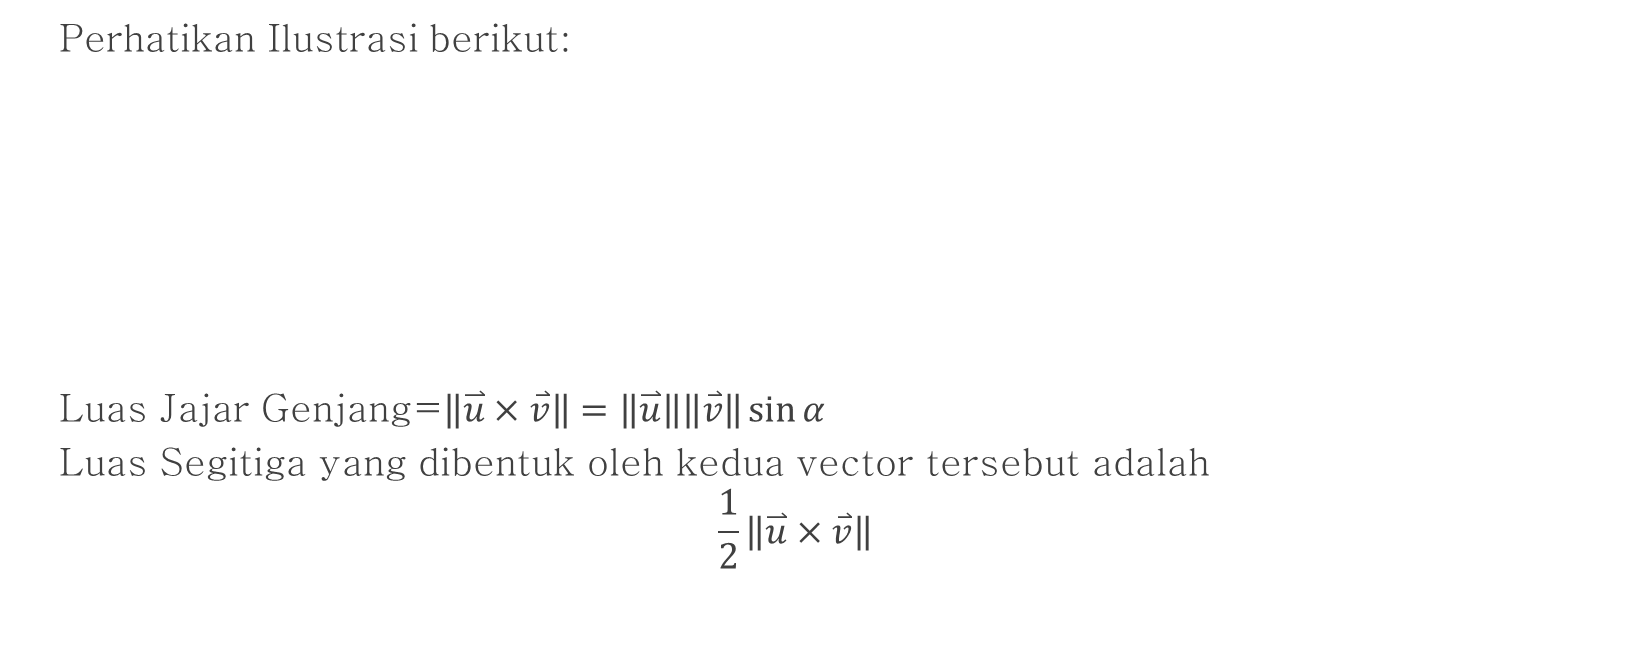 Perhatikan Ilustrasi berikut:
Luas Jajar Genjang=‖u⃗ × v⃗‖ = ‖u⃗‖‖v⃗‖ sin α
Luas Segitiga yang dibentuk oleh kedua vector tersebut adalah
1/2 ‖u⃗ × v⃗‖